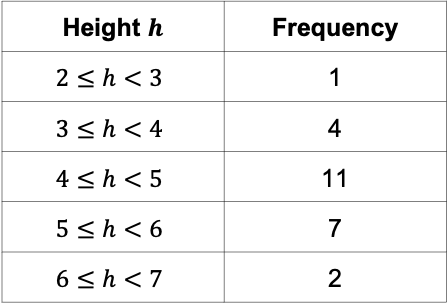 Height h Frequency
2 ≤ h < 3 1
3 ≤ h < 4 4
4 ≤ h < 5 11
5 ≤ h < 6 7
6 ≤ h < 7 2